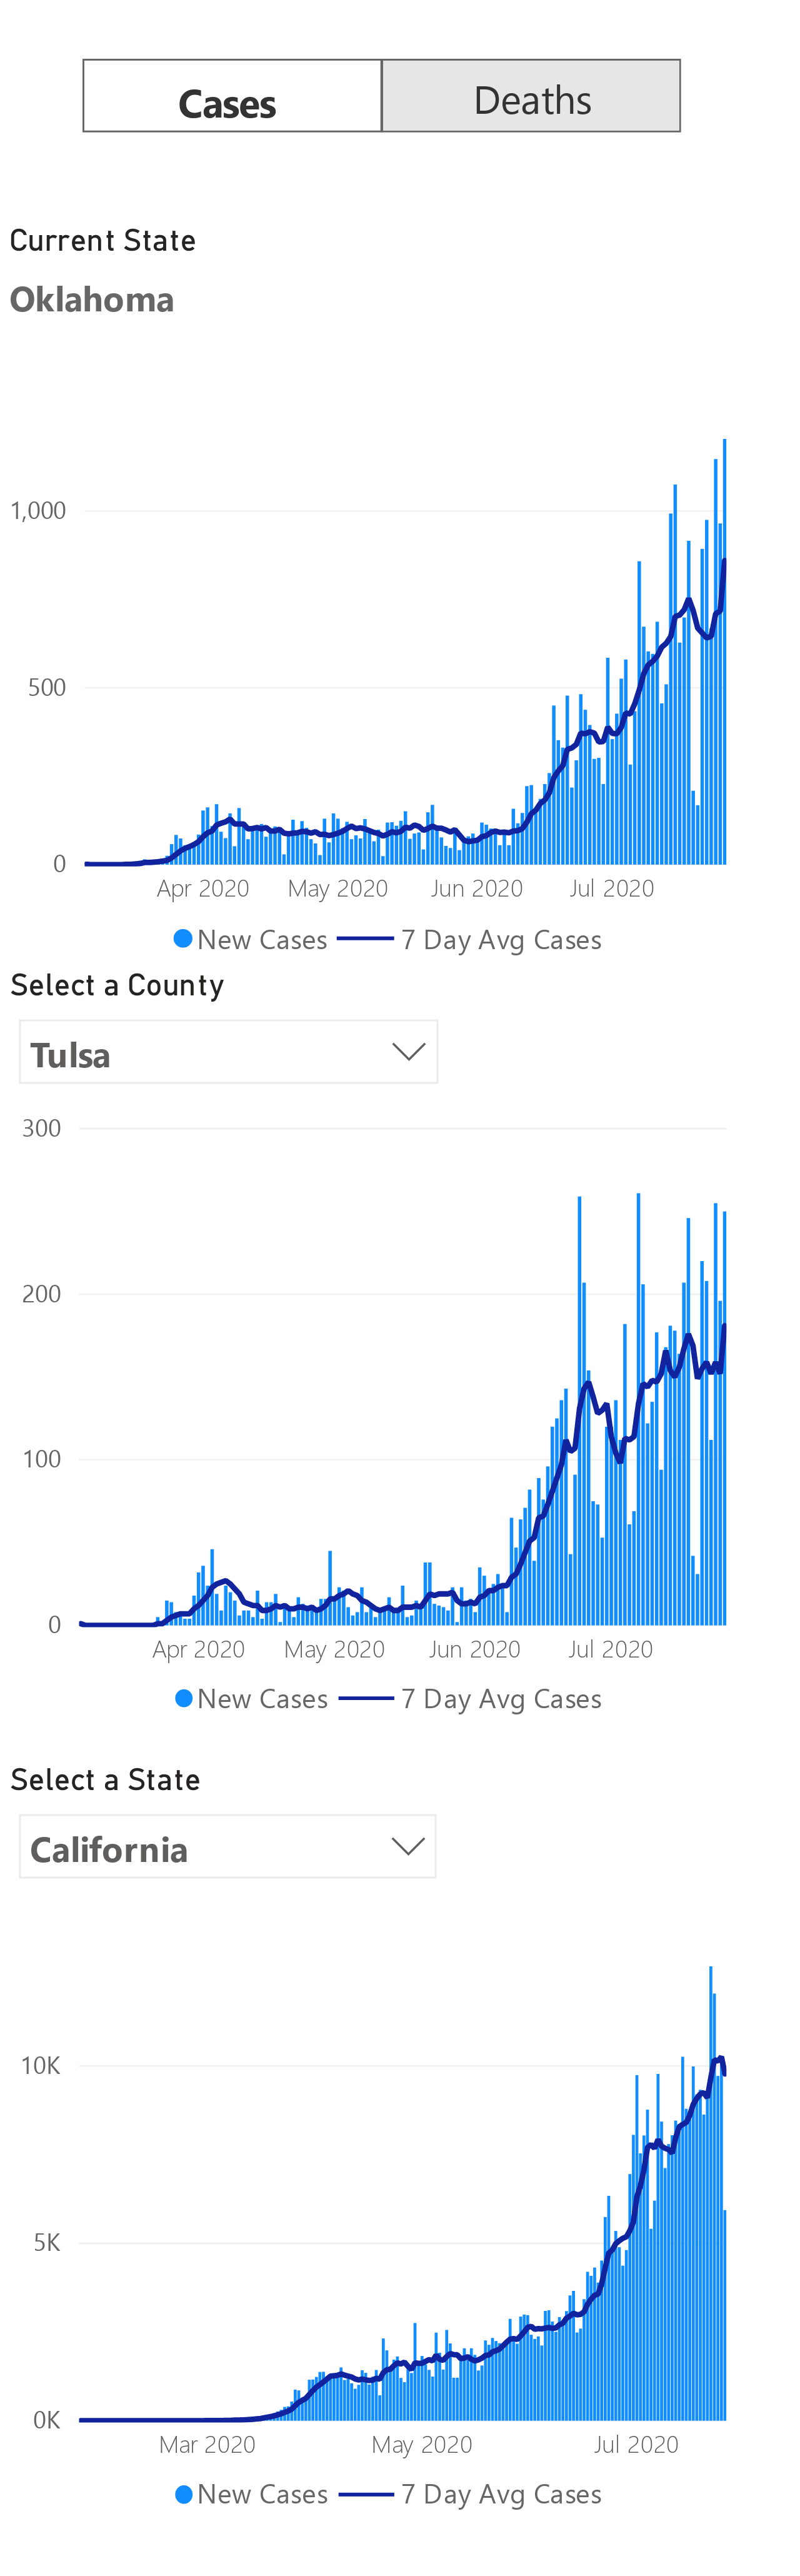 Cases Deaths
Current State
Oklahoma
1,000
500
0
Apr 2020 May 2020 Jun 2020 Jul 2020
New Cases 7 Day Avg Cases
Select a County
Tulsa
300
200
100
0
Apr 2020 May 2020 Jun 2020 Jul 2020
New Cases 7 Day Avg Cases
Select a State
California
10K
5K
0K
Mar 2020 May 2020 Jul 2020
New Cases 7 Day Avg Cases